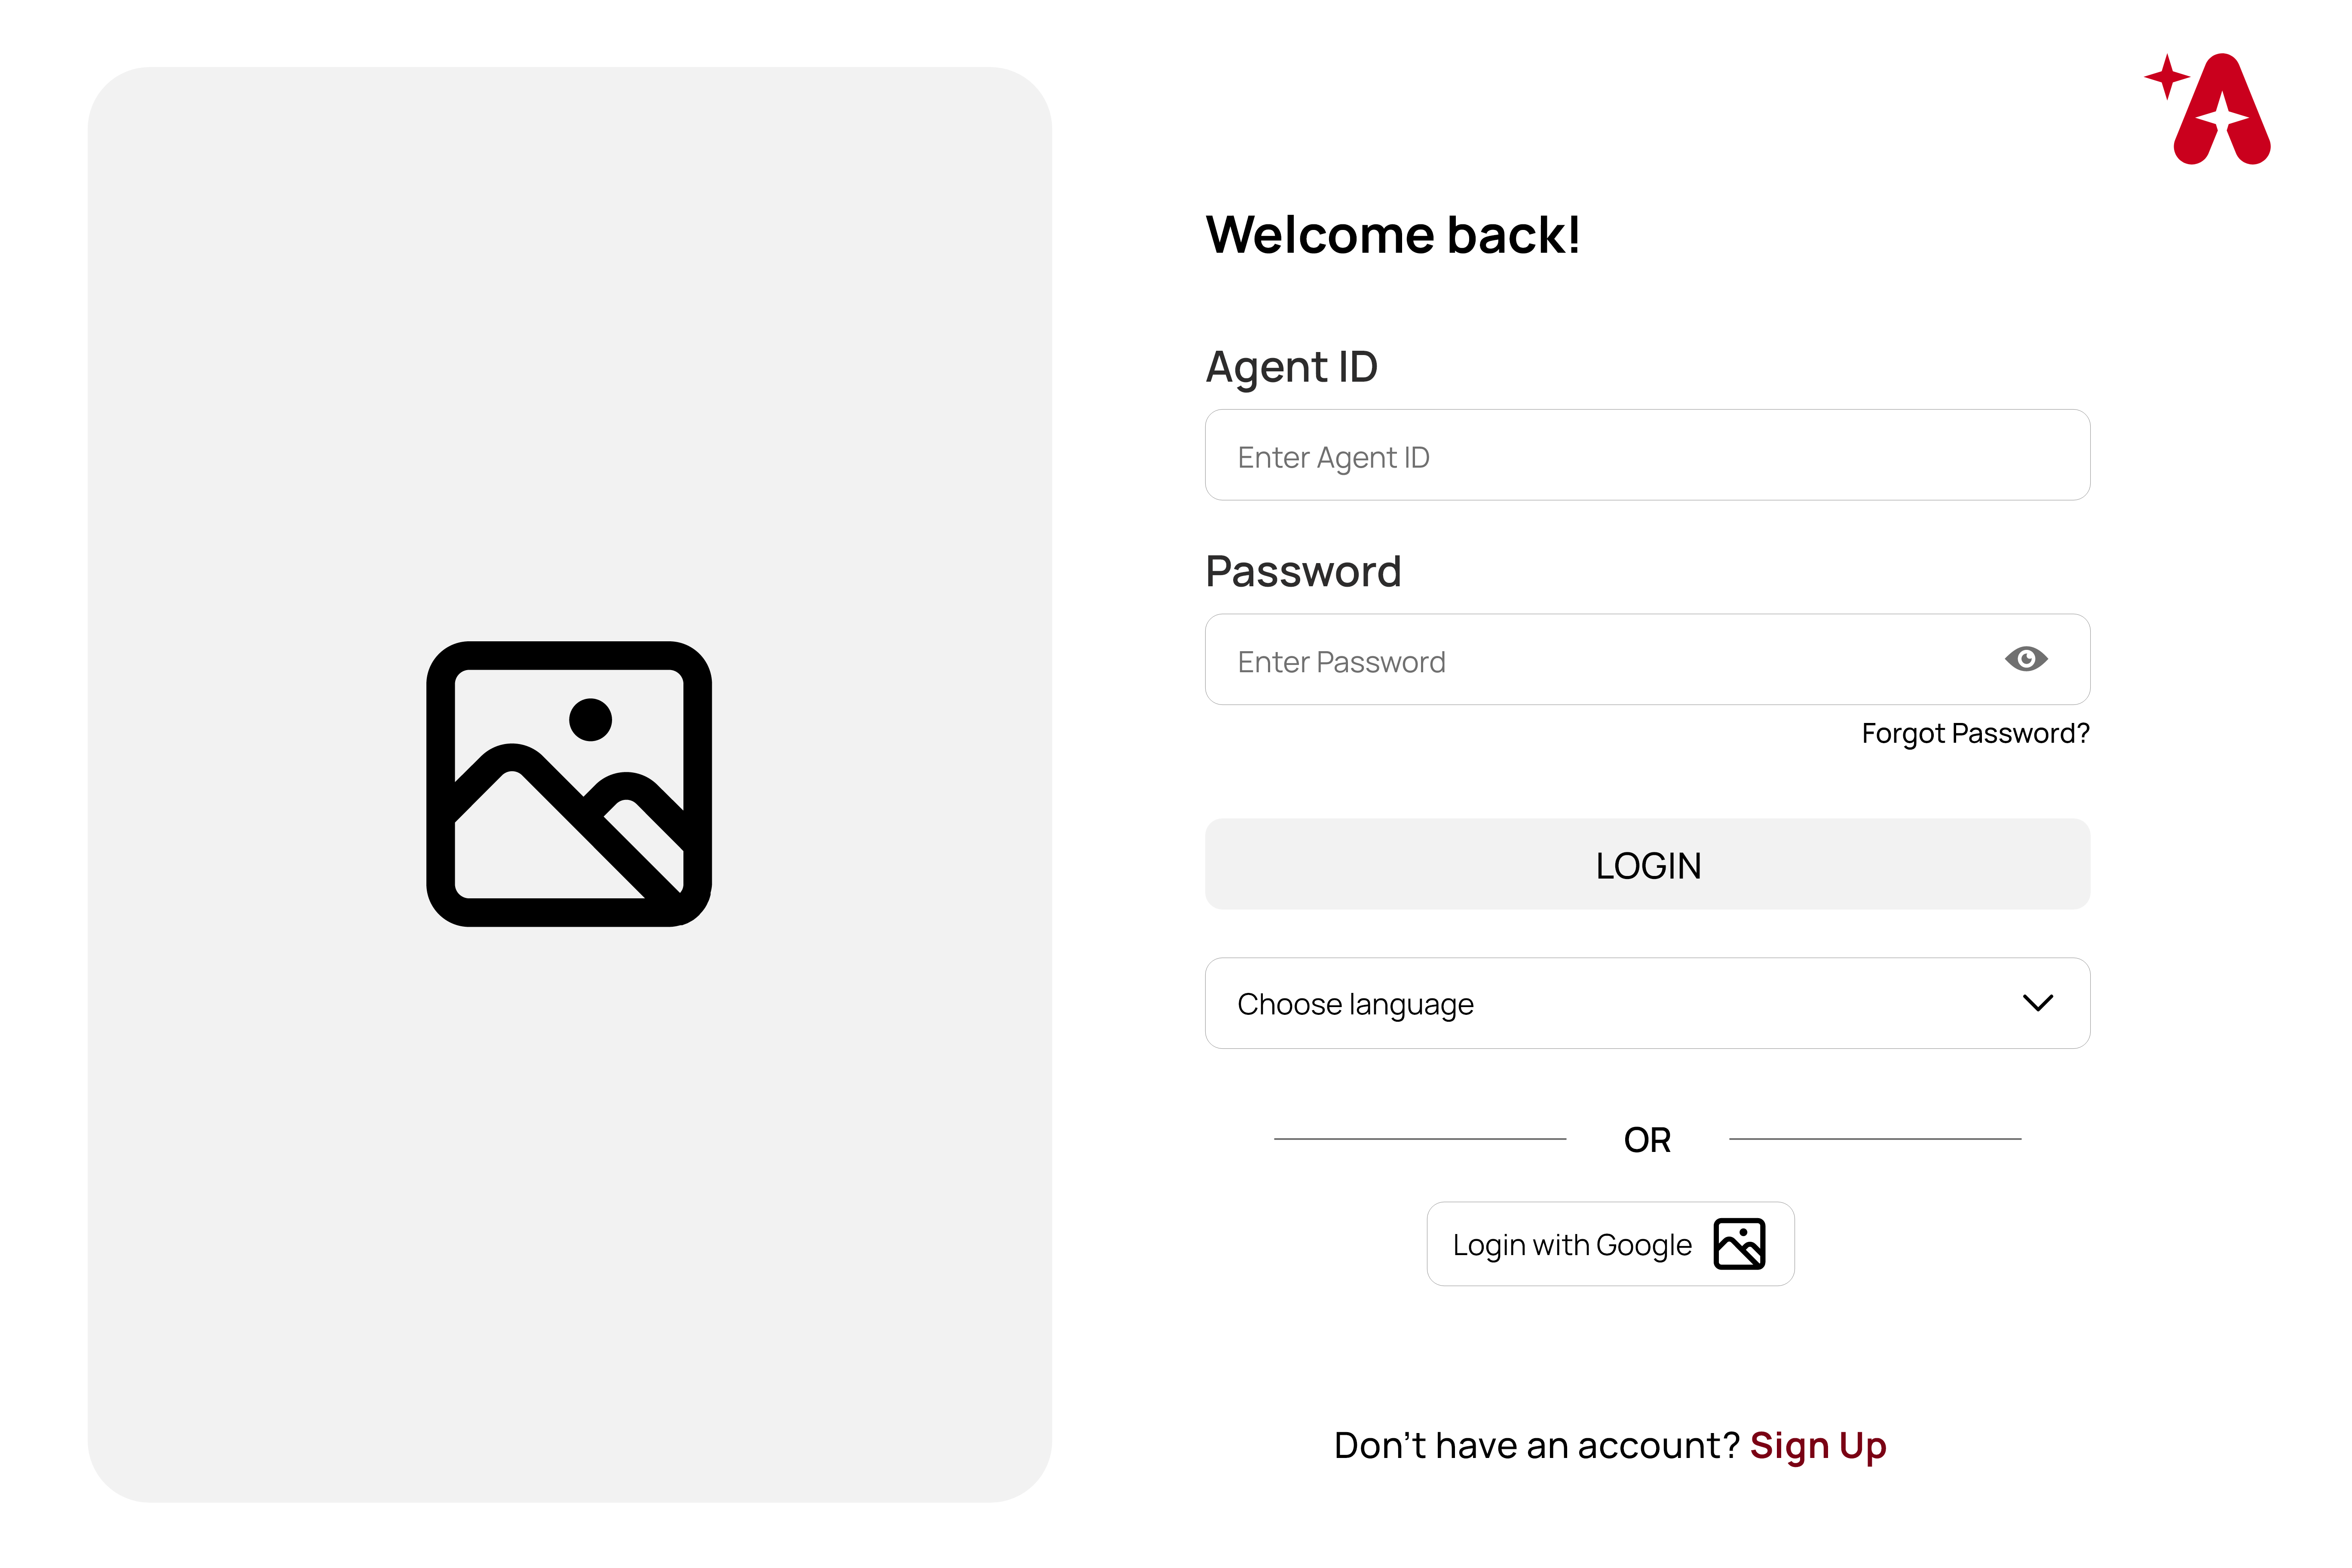 Welcome back!
Agent ID
Enter Agent ID
Password
Enter Password
Forgot Password?
LOGIN
Choose language
OR
Login with Google
Don't have an account? Sign Up